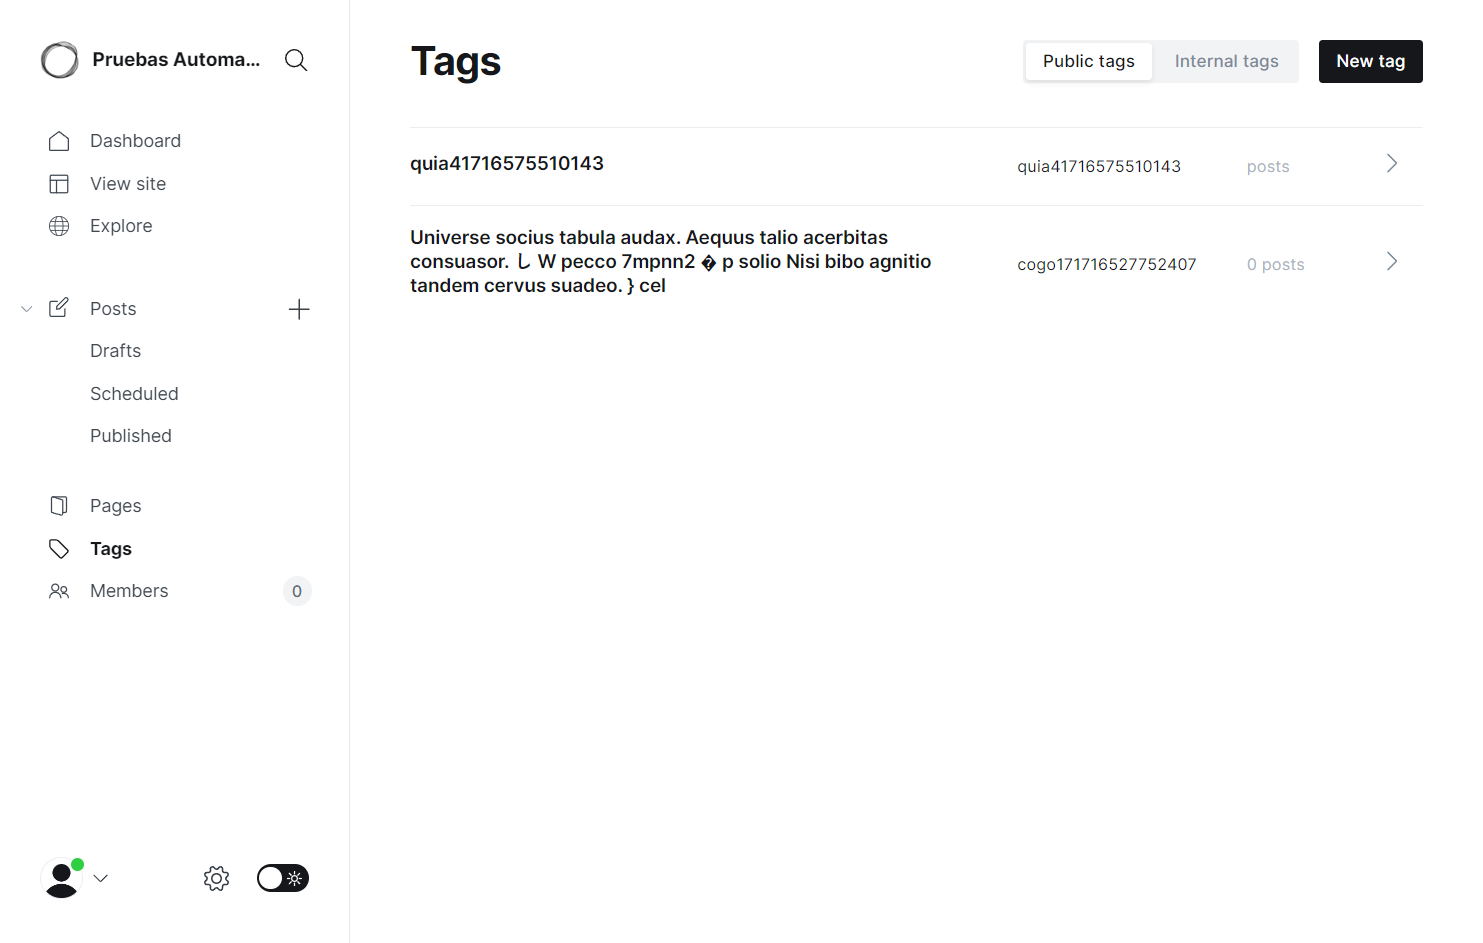 Pruebas Automa...
Dashboard
View site
Explore
Posts
Drafts
Scheduled
Published
Pages
Tags
Members
0
Tags
Public tags
Internal tags
New tag
quia41716575510143
quia41716575510143
posts
Universe socius tabula audax. Aequus talio acerbitas
consuasor. し W pecco 7mpnn2 � p solio Nisi bibo agnitio
tandem cervus suadeo. } cel
cogo171716527752407
0 posts